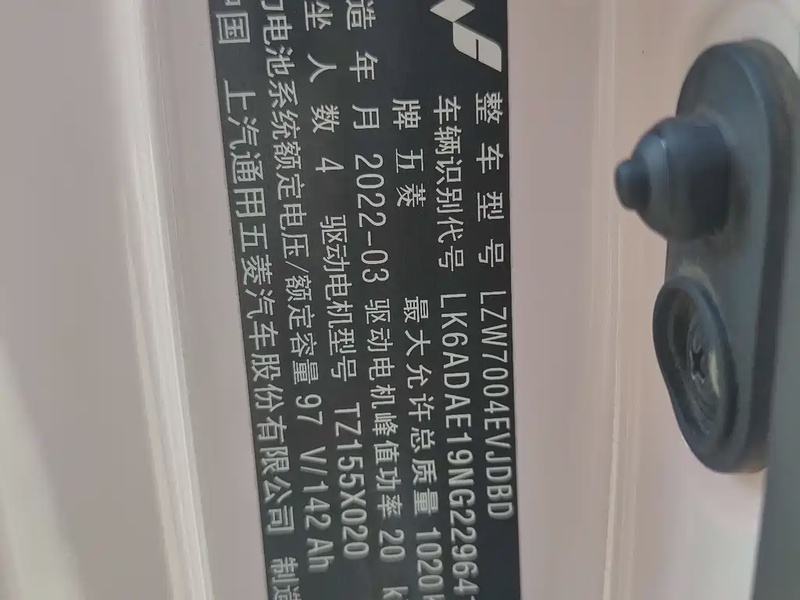 整车型号 LZW7004EVJDBD
车辆识别代号 LK6ADAE19NG229641
牌 五菱 最大允许总质量 1020k
造年月 2022-03 驱动电机峰值功率 20 k
坐人数 4 驱动电机型号 TZ155X020
力电池系统额定电压/额定容量 97 V/142 Ah
中国 上汽通用五菱汽车股份有限公司 制造